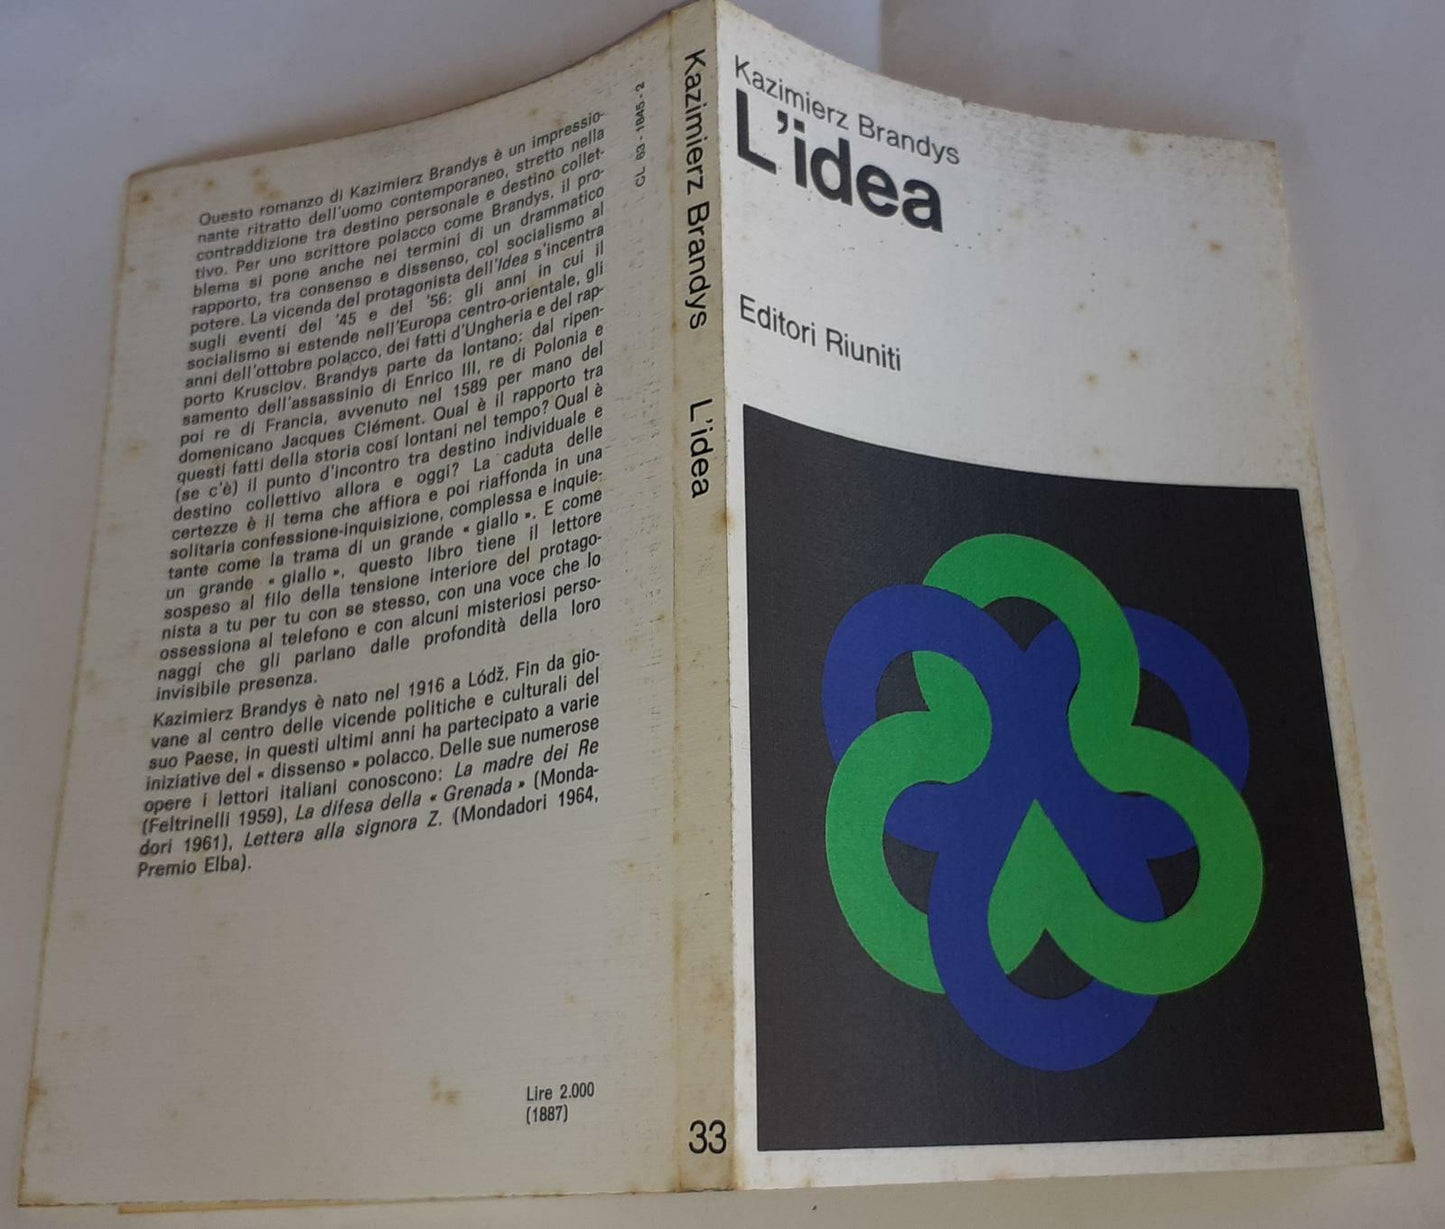 Questo romanzo di Kazimierz Brandys è un impressio-
nante ritratto dell'uomo contemporaneo, stretto nella
contraddizione tra destino personale e destino collet-
tivo. Per uno scrittore polacco come Brandys, il pro-
blema si pone anche nei termini di un drammatico
rapporto, tra consenso e dissenso, col socialismo al
potere. La vicenda del protagonista dell'Idea s'incentra
sugli eventi del '45 e del '56: gli anni in cui il
socialismo si estende nell'Europa centro-orientale, gli
anni dell'ottobre polacco, dei fatti d'Ungheria e del rap-
porto Krusciov. Brandys parte da lontano: dal ripen-
samento dell'assassinio di Enrico III, re di Polonia e
poi re di Francia, avvenuto nel 1589 per mano del
domenicano Jacques Clément. Qual è il rapporto tra
questi fatti della storia cosí lontani nel tempo? Qual è
(se c'è) il punto d'incontro tra destino individuale e
destino collettivo allora e oggi? La caduta delle
certezze è il tema che affiora e poi riaffonda in una
solitaria confessione-inquisizione, complessa e inquie-
tante come la trama di un grande « giallo ». E come
un grande « giallo », questo libro tiene il lettore
sospeso al filo della tensione interiore del protago-
nista a tu per tu con se stesso, con una voce che lo
ossessiona al telefono e con alcuni misteriosi perso-
naggi che gli parlano dalle profondità della loro
invisibile presenza.
Kazimierz Brandys è nato nel 1916 a Lódž. Fin da gio-
vane al centro delle vicende politiche e culturali del
suo Paese, in questi ultimi anni ha partecipato a varie
iniziative del « dissenso » polacco. Delle sue numerose
opere i lettori italiani conoscono: La madre dei Re
(Feltrinelli 1959), La difesa della « Grenada » (Monda-
dori 1961), Lettera alla signora Z. (Mondadori 1964,
Premio Elba).
Lire 2.000
(1887)
CL 63-1845-2
Kazimierz Brandys L'idea
33
Kazimierz Brandys
L'idea
Editori Riuniti